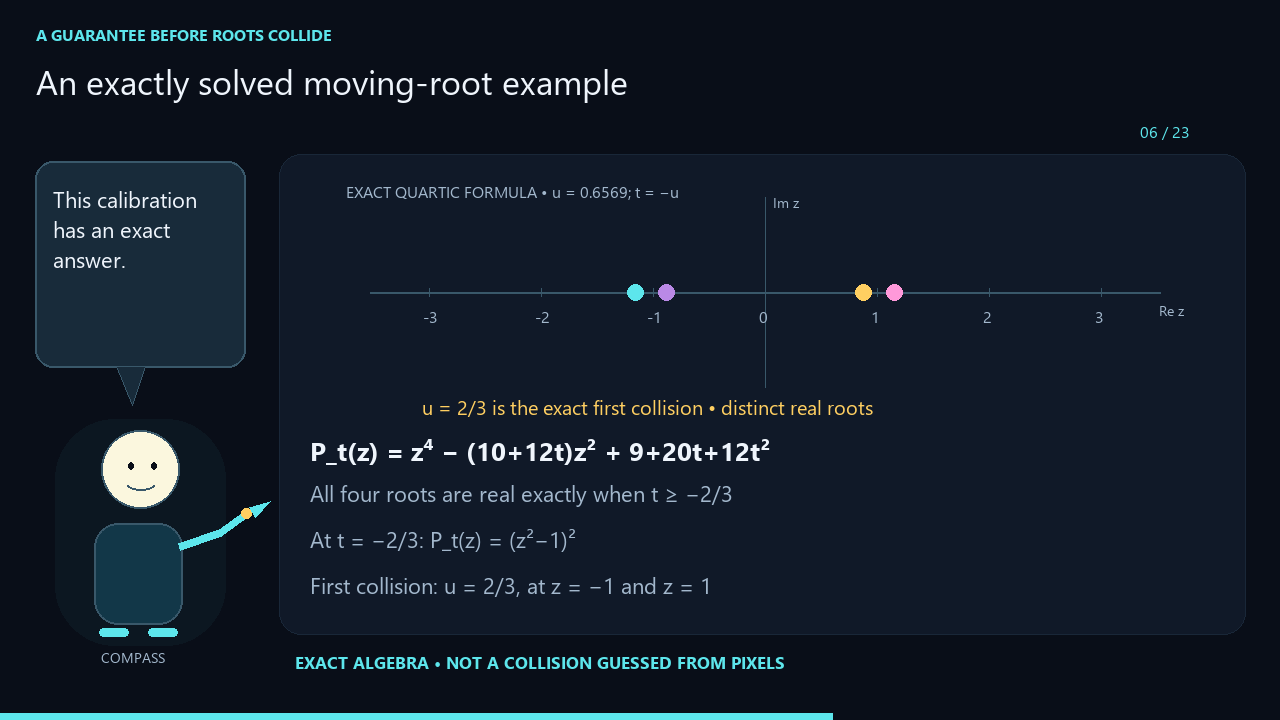 A GUARANTEE BEFORE ROOTS COLLIDE
An exactly solved moving-root example
06 / 23
This calibration
has an exact
answer.
EXACT QUARTIC FORMULA • u = 0.6569; t = −u
Im z
-3 -2 -1 0 1 2 3
Re z
u = 2/3 is the exact first collision • distinct real roots
P_t(z) = z⁴ − (10+12t)z² + 9+20t+12t²
All four roots are real exactly when t ≥ −2/3
At t = −2/3: P_t(z) = (z²−1)²
First collision: u = 2/3, at z = −1 and z = 1
COMPASS
EXACT ALGEBRA • NOT A COLLISION GUESSED FROM PIXELS